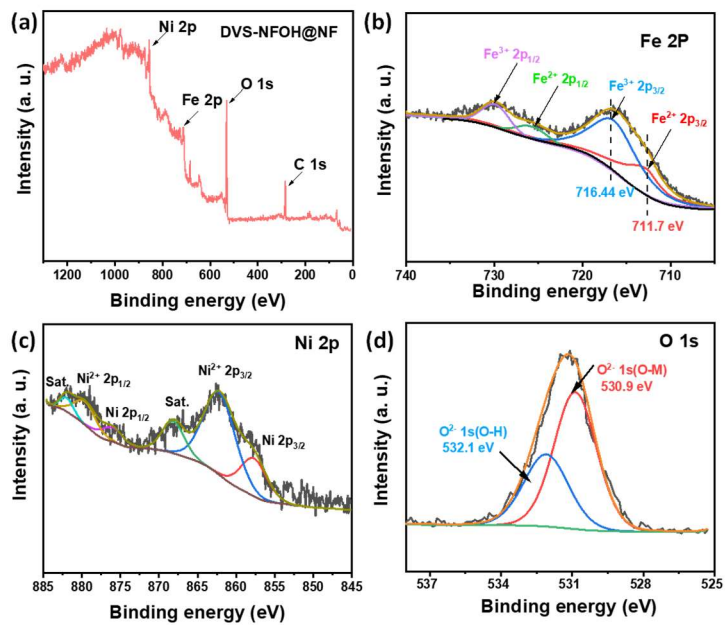 (a)
Ni 2p
DVS-NFOH@NF
O 1s
Fe 2p
C 1s
Intensity (a. u.)
1200 1000 800 600 400 200 0
Binding energy (eV)
(b)
Fe 2P
Fe³⁺ 2p₁/₂
Fe²⁺ 2p₁/₂
Fe³⁺ 2p₃/₂
Fe²⁺ 2p₃/₂
716.44 eV
711.7 eV
Intensity (a. u.)
740 730 720 710
Binding energy (eV)
(c)
Ni 2p
Sat.
Ni²⁺ 2p₁/₂
Ni 2p₁/₂
Sat.
Ni²⁺ 2p₃/₂
Ni 2p₃/₂
Intensity (a. u.)
885 880 875 870 865 860 855 850 845
Binding energy (eV)
(d)
O 1s
O²⁻ 1s(O-M)
530.9 eV
O²⁻ 1s(O-H)
532.1 eV
Intensity (a. u.)
537 534 531 528 525
Binding energy (eV)